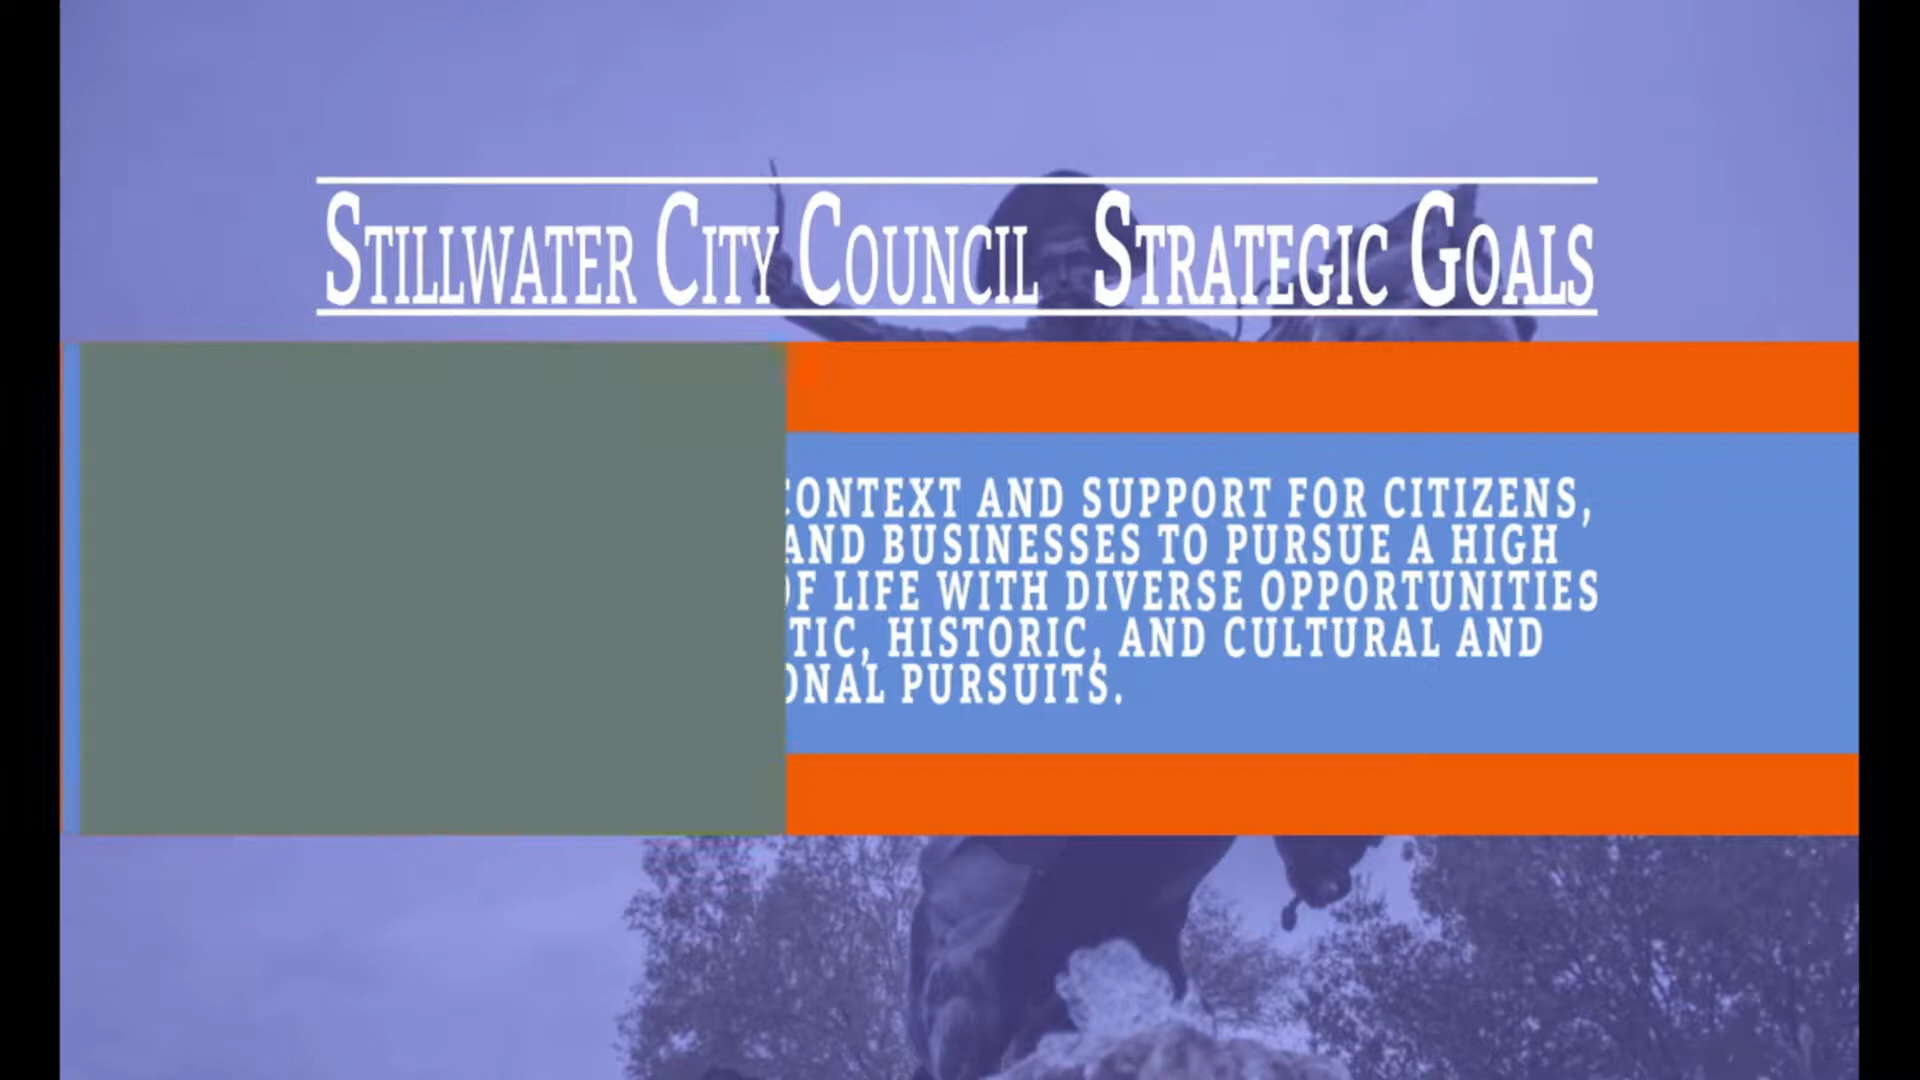 Stillwater City Council Strategic Goals
CONTEXT AND SUPPORT FOR CITIZENS,
AND BUSINESSES TO PURSUE A HIGH
OF LIFE WITH DIVERSE OPPORTUNITIES
TIC, HISTORIC, AND CULTURAL AND
ONAL PURSUITS.